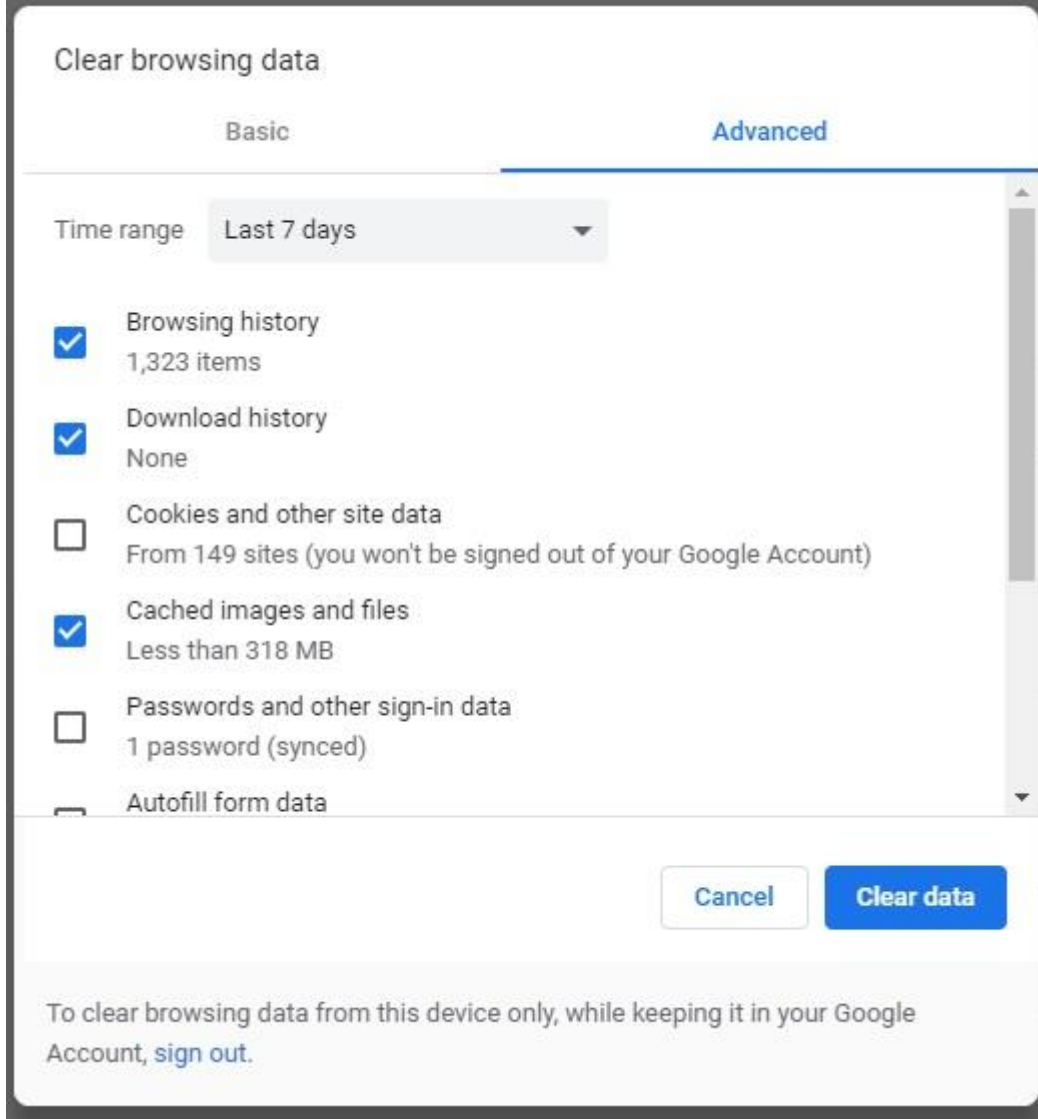 Clear browsing data
Basic
Advanced
Time range
Last 7 days
Browsing history
1,323 items
Download history
None
Cookies and other site data
From 149 sites (you won't be signed out of your Google Account)
Cached images and files
Less than 318 MB
Passwords and other sign-in data
1 password (synced)
Autofill form data
Cancel
Clear data
To clear browsing data from this device only, while keeping it in your Google
Account, sign out.